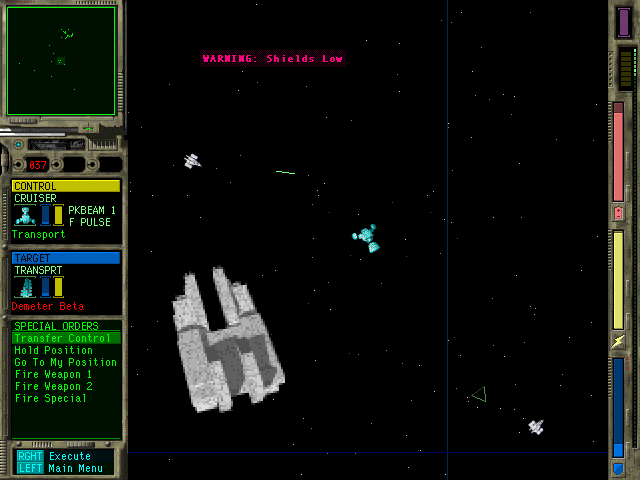 WARNING: Shields Low
037
CONTROL
CRUISER
PKBEAM 1
F PULSE
Transport
TARGET
TRANSPRT
Demeter Beta
SPECIAL ORDERS
Transfer Control
Hold Position
Go To My Position
Fire Weapon 1
Fire Weapon 2
Fire Special
RGHT Execute
LEFT Main Menu